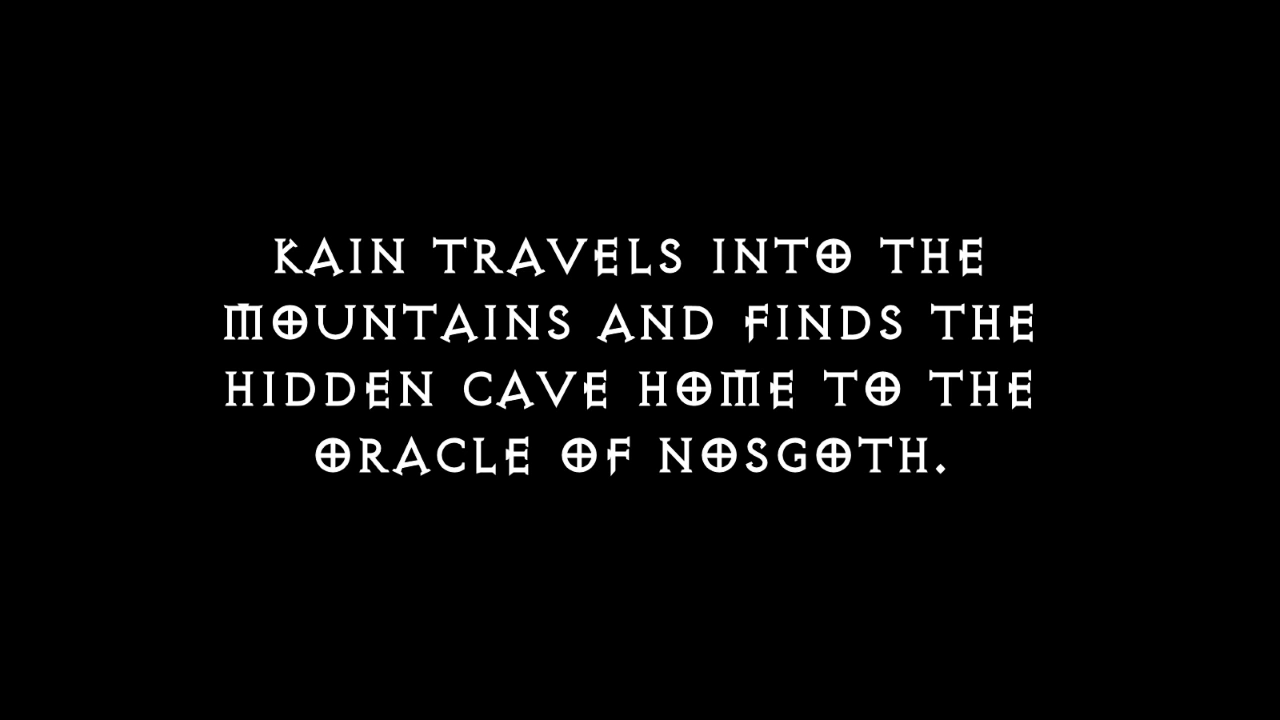 KAIN TRAVELS INTO THE
MOUNTAINS AND FINDS THE
HIDDEN CAVE HOME TO THE
ORACLE OF NOSGOTH.